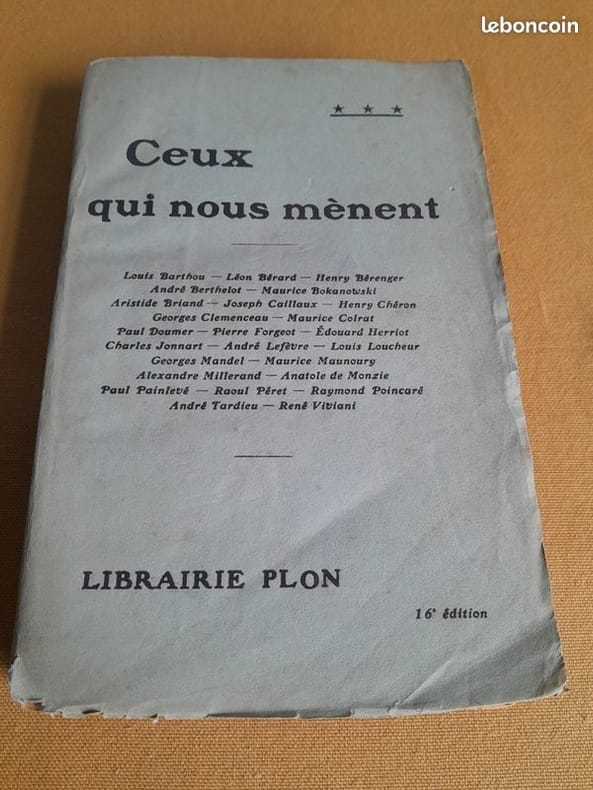 leboncoin
★ ★ ★
Ceux
qui nous mènent
Louis Barthou — Léon Bérard — Henry Bérenger
André Berthelot — Maurice Bokanowski
Aristide Briand — Joseph Caillaux — Henry Chéron
Georges Clemenceau — Maurice Colrat
Paul Doumer — Pierre Forgeot — Édouard Herriot
Charles Jonnart — André Lefèvre — Louis Loucheur
Georges Mandel — Maurice Maunoury
Alexandre Millerand — Anatole de Monzie
Paul Painlevé — Raoul Péret — Raymond Poincaré
André Tardieu — René Viviani
LIBRAIRIE PLON
16e édition